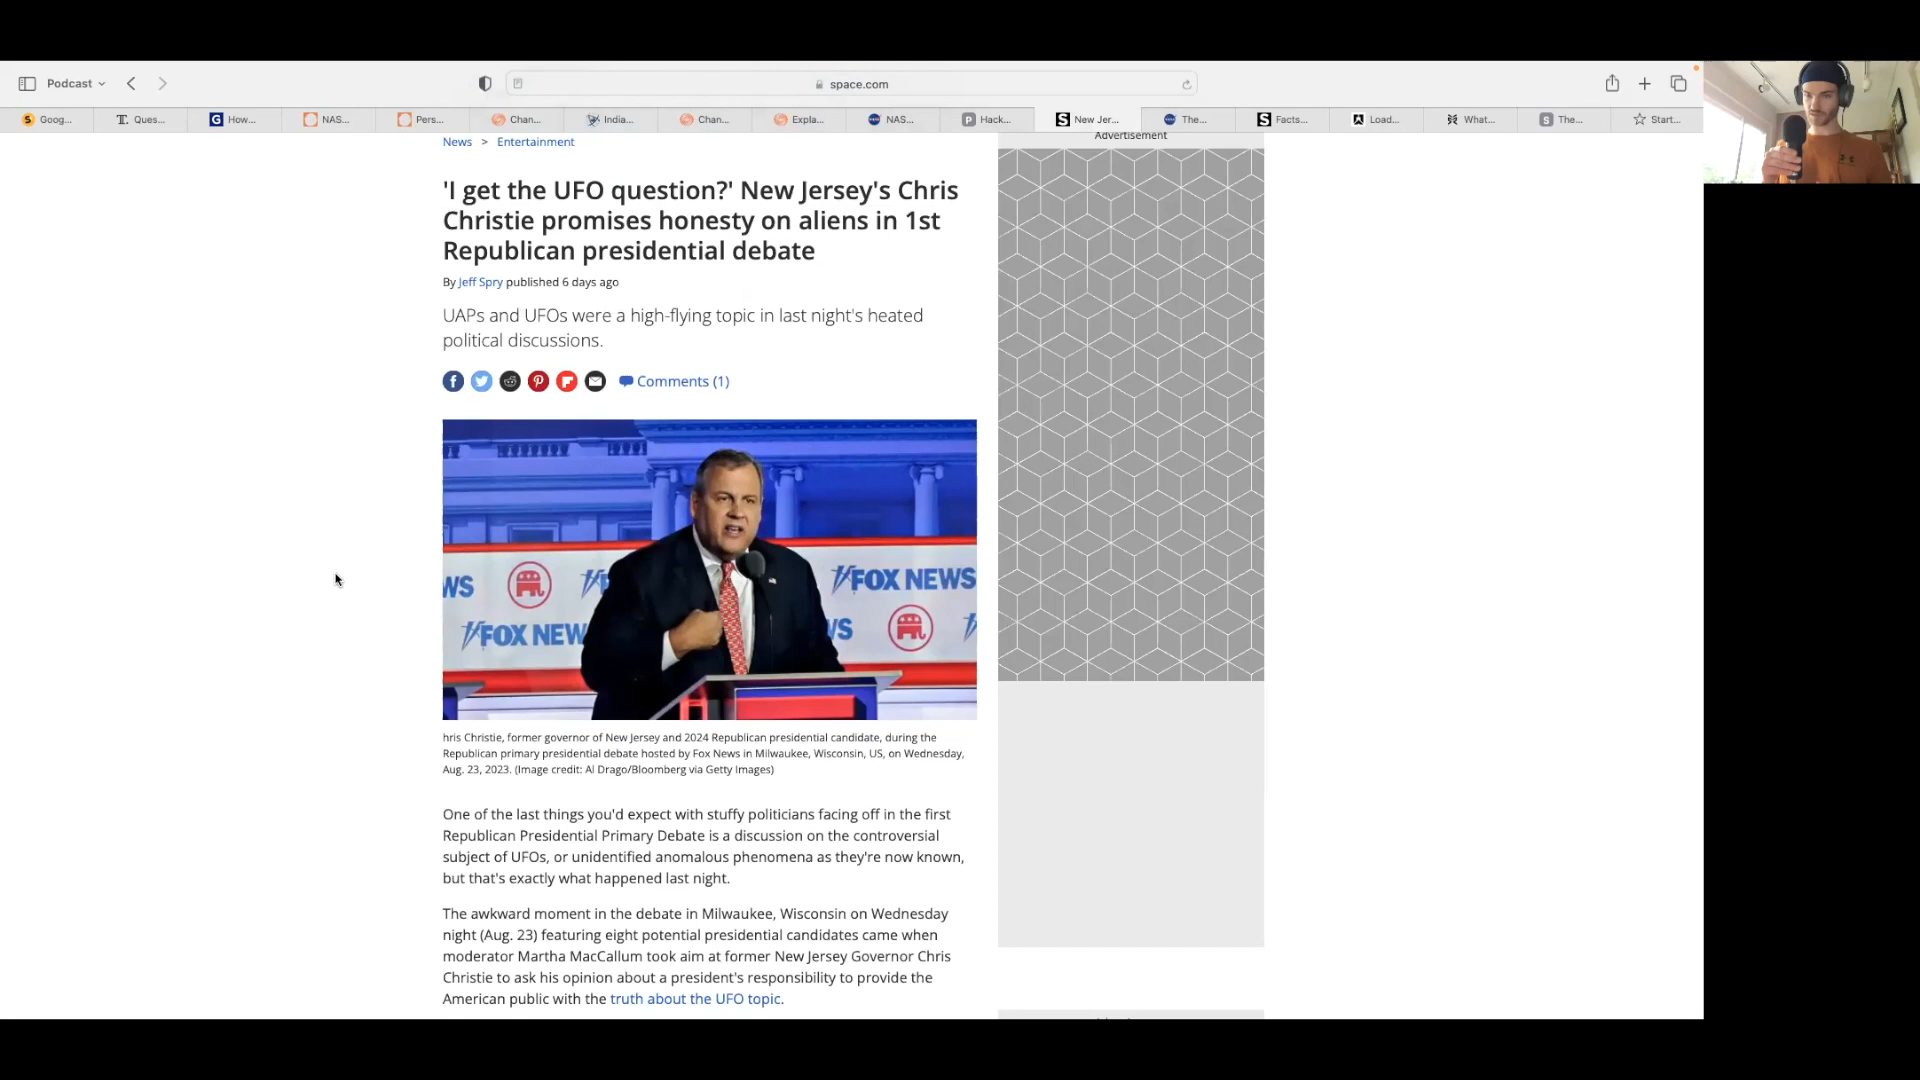 Podcast
space.com
Goog...
Ques...
How...
NAS...
Pers...
Chan...
India...
Chan...
Expla...
NAS...
Hack...
New Jer...
The...
Facts...
Load...
What...
The...
Start...
News > Entertainment
Advertisement
'I get the UFO question?' New Jersey's Chris
Christie promises honesty on aliens in 1st
Republican presidential debate
By Jeff Spry published 6 days ago
UAPs and UFOs were a high-flying topic in last night's heated
political discussions.
Comments (1)
WS
FOX NEWS
FOX NEW
WS
hris Christie, former governor of New Jersey and 2024 Republican presidential candidate, during the
Republican primary presidential debate hosted by Fox News in Milwaukee, Wisconsin, US, on Wednesday,
Aug. 23, 2023. (Image credit: Al Drago/Bloomberg via Getty Images)
One of the last things you'd expect with stuffy politicians facing off in the first
Republican Presidential Primary Debate is a discussion on the controversial
subject of UFOs, or unidentified anomalous phenomena as they're now known,
but that's exactly what happened last night.
The awkward moment in the debate in Milwaukee, Wisconsin on Wednesday
night (Aug. 23) featuring eight potential presidential candidates came when
moderator Martha MacCallum took aim at former New Jersey Governor Chris
Christie to ask his opinion about a president's responsibility to provide the
American public with the truth about the UFO topic.